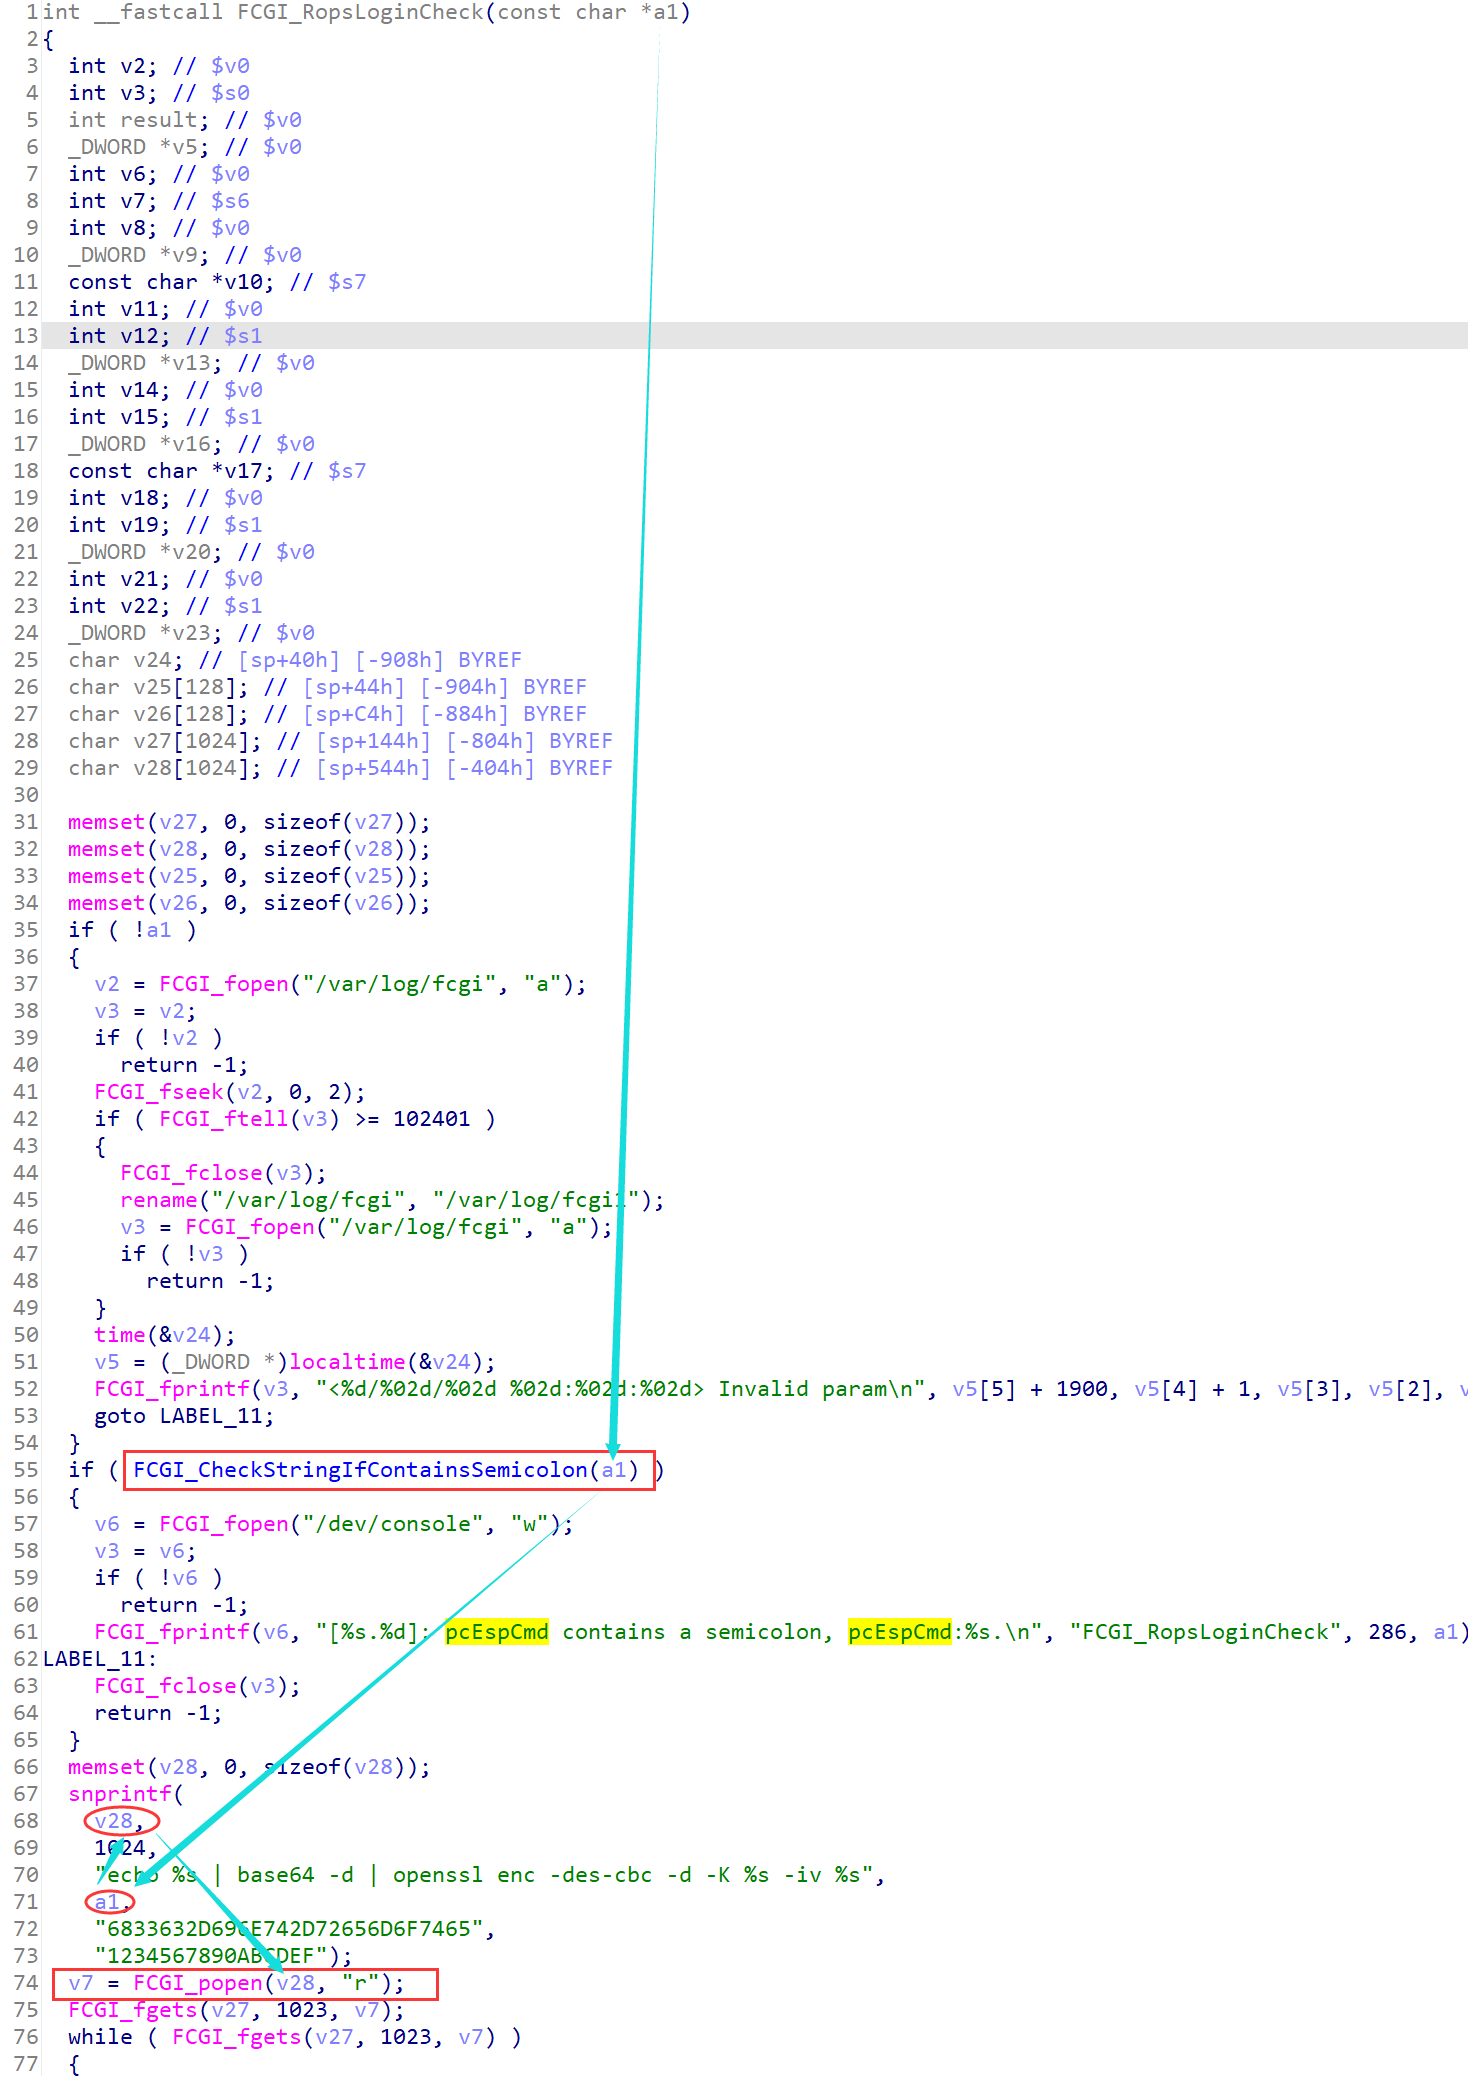 1 int __fastcall FCGI_RopsLoginCheck(const char *a1)
2 {
3 int v2; // $v0
4 int v3; // $s0
5 int result; // $v0
6 _DWORD *v5; // $v0
7 int v6; // $v0
8 int v7; // $s6
9 int v8; // $v0
10 _DWORD *v9; // $v0
11 const char *v10; // $s7
12 int v11; // $v0
13 int v12; // $s1
14 _DWORD *v13; // $v0
15 int v14; // $v0
16 int v15; // $s1
17 _DWORD *v16; // $v0
18 const char *v17; // $s7
19 int v18; // $v0
20 int v19; // $s1
21 _DWORD *v20; // $v0
22 int v21; // $v0
23 int v22; // $s1
24 _DWORD *v23; // $v0
25 char v24; // [sp+40h] [-908h] BYREF
26 char v25[128]; // [sp+44h] [-904h] BYREF
27 char v26[128]; // [sp+C4h] [-884h] BYREF
28 char v27[1024]; // [sp+144h] [-804h] BYREF
29 char v28[1024]; // [sp+544h] [-404h] BYREF
30
31 memset(v27, 0, sizeof(v27));
32 memset(v28, 0, sizeof(v28));
33 memset(v25, 0, sizeof(v25));
34 memset(v26, 0, sizeof(v26));
35 if ( !a1 )
36 {
37 v2 = FCGI_fopen("/var/log/fcgi", "a");
38 v3 = v2;
39 if ( !v2 )
40 return -1;
41 FCGI_fseek(v2, 0, 2);
42 if ( FCGI_ftell(v3) >= 102401 )
43 {
44 FCGI_fclose(v3);
45 rename("/var/log/fcgi", "/var/log/fcgi1");
46 v3 = FCGI_fopen("/var/log/fcgi", "a");
47 if ( !v3 )
48 return -1;
49 }
50 time(&v24);
51 v5 = (_DWORD *)localtime(&v24);
52 FCGI_fprintf(v3, "<%d/%02d/%02d %02d:%02d:%02d> Invalid param\n", v5[5] + 1900, v5[4] + 1, v5[3], v5[2], v
53 goto LABEL_11;
54 }
55 if ( FCGI_CheckStringIfContainsSemicolon(a1) )
56 {
57 v6 = FCGI_fopen("/dev/console", "w");
58 v3 = v6;
59 if ( !v6 )
60 return -1;
61 FCGI_fprintf(v6, "[%s.%d]: pcEspCmd contains a semicolon, pcEspCmd:%s.\n", "FCGI_RopsLoginCheck", 286, a1)
62 LABEL_11:
63 FCGI_fclose(v3);
64 return -1;
65 }
66 memset(v28, 0, sizeof(v28));
67 snprintf(
68 v28,
69 1024,
70 "echo %s | base64 -d | openssl enc -des-cbc -d -K %s -iv %s",
71 a1,
72 "6833632D696E742D72656D6F7465",
73 "1234567890ABCDEF");
74 v7 = FCGI_popen(v28, "r");
75 FCGI_fgets(v27, 1023, v7);
76 while ( FCGI_fgets(v27, 1023, v7) )
77 {